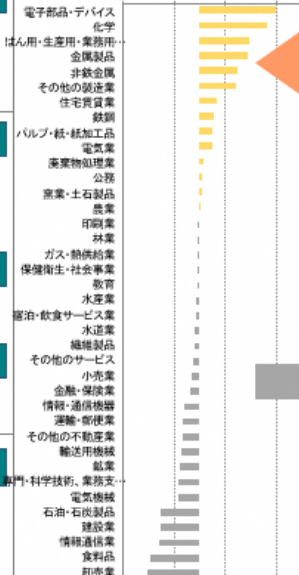 電子部品・デバイス
化学
はん用・生産用・業務用…
金属製品
非鉄金属
その他の製造業
住宅賃貸業
鉄鋼
パルプ・紙・紙加工品
電気業
廃棄物処理業
公務
窯業・土石製品
農業
印刷業
林業
ガス・熱供給業
保健衛生・社会事業
教育
水産業
宿泊・飲食サービス業
水道業
繊維製品
その他のサービス
小売業
金融・保険業
情報・通信機器
運輸・郵便業
その他の不動産業
輸送用機械
鉱業
専門・科学技術、業務支…
電気機械
石油・石炭製品
建設業
情報通信業
食料品
卸売業